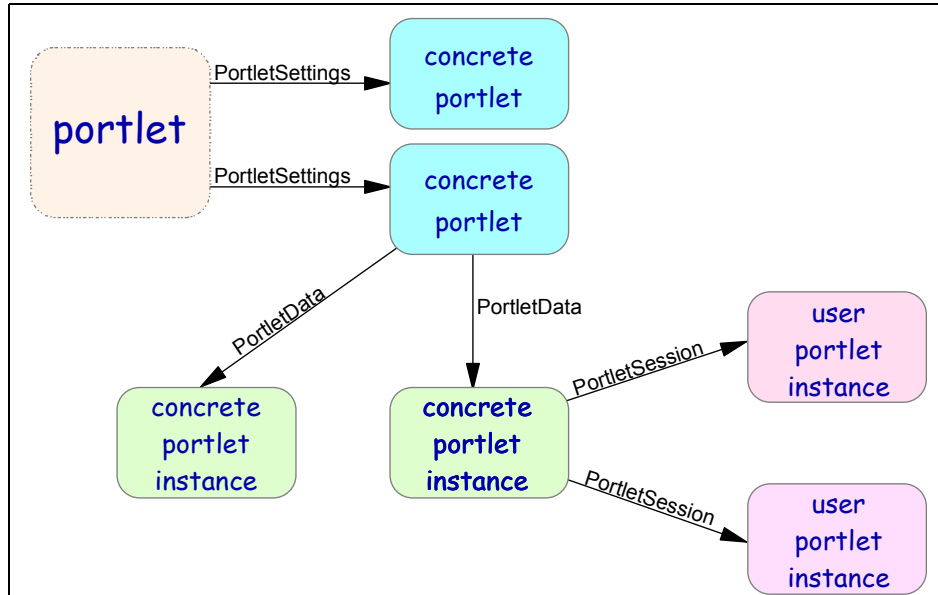 portlet
PortletSettings
concrete
portlet
PortletSettings
concrete
portlet
PortletData
PortletData
concrete
portlet
instance
concrete
portlet
instance
PortletSession
user
portlet
instance
PortletSession
user
portlet
instance